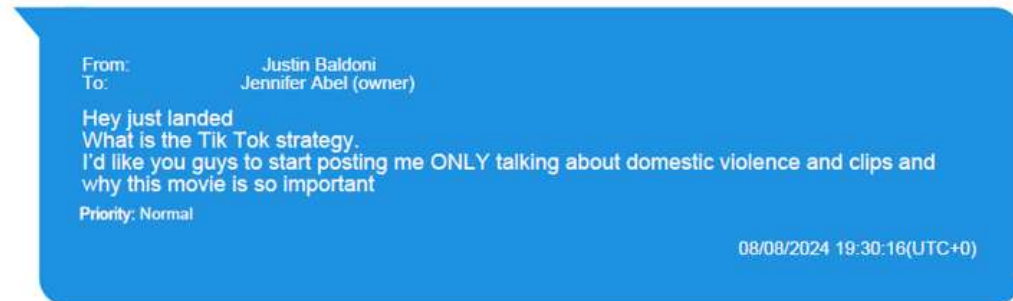 From: Justin Baldoni
To: Jennifer Abel (owner)
Hey just landed
What is the Tik Tok strategy.
I'd like you guys to start posting me ONLY talking about domestic violence and clips and
why this movie is so important
Priority: Normal
08/08/2024 19:30:16(UTC+0)